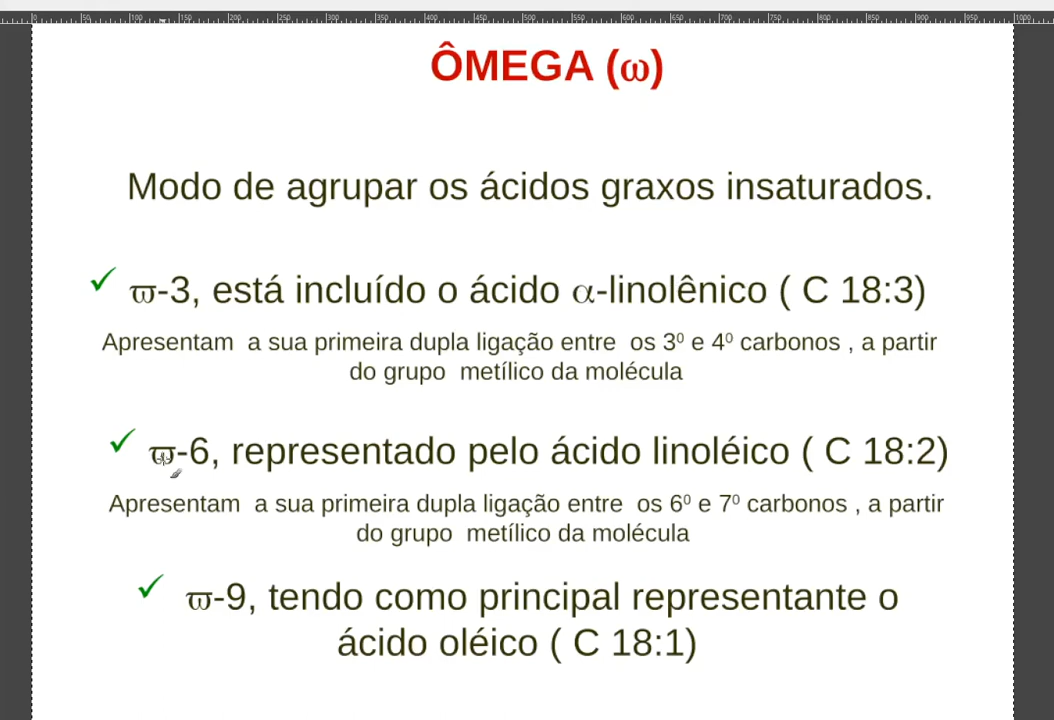 ÔMEGA (ω)
Modo de agrupar os ácidos graxos insaturados.
✓ ϖ-3, está incluído o ácido α-linolênico ( C 18:3)
Apresentam a sua primeira dupla ligação entre os 3⁰ e 4⁰ carbonos , a partir
do grupo metílico da molécula
✓ ϖ-6, representado pelo ácido linoléico ( C 18:2)
Apresentam a sua primeira dupla ligação entre os 6⁰ e 7⁰ carbonos , a partir
do grupo metílico da molécula
✓ ϖ-9, tendo como principal representante o
ácido oléico ( C 18:1)